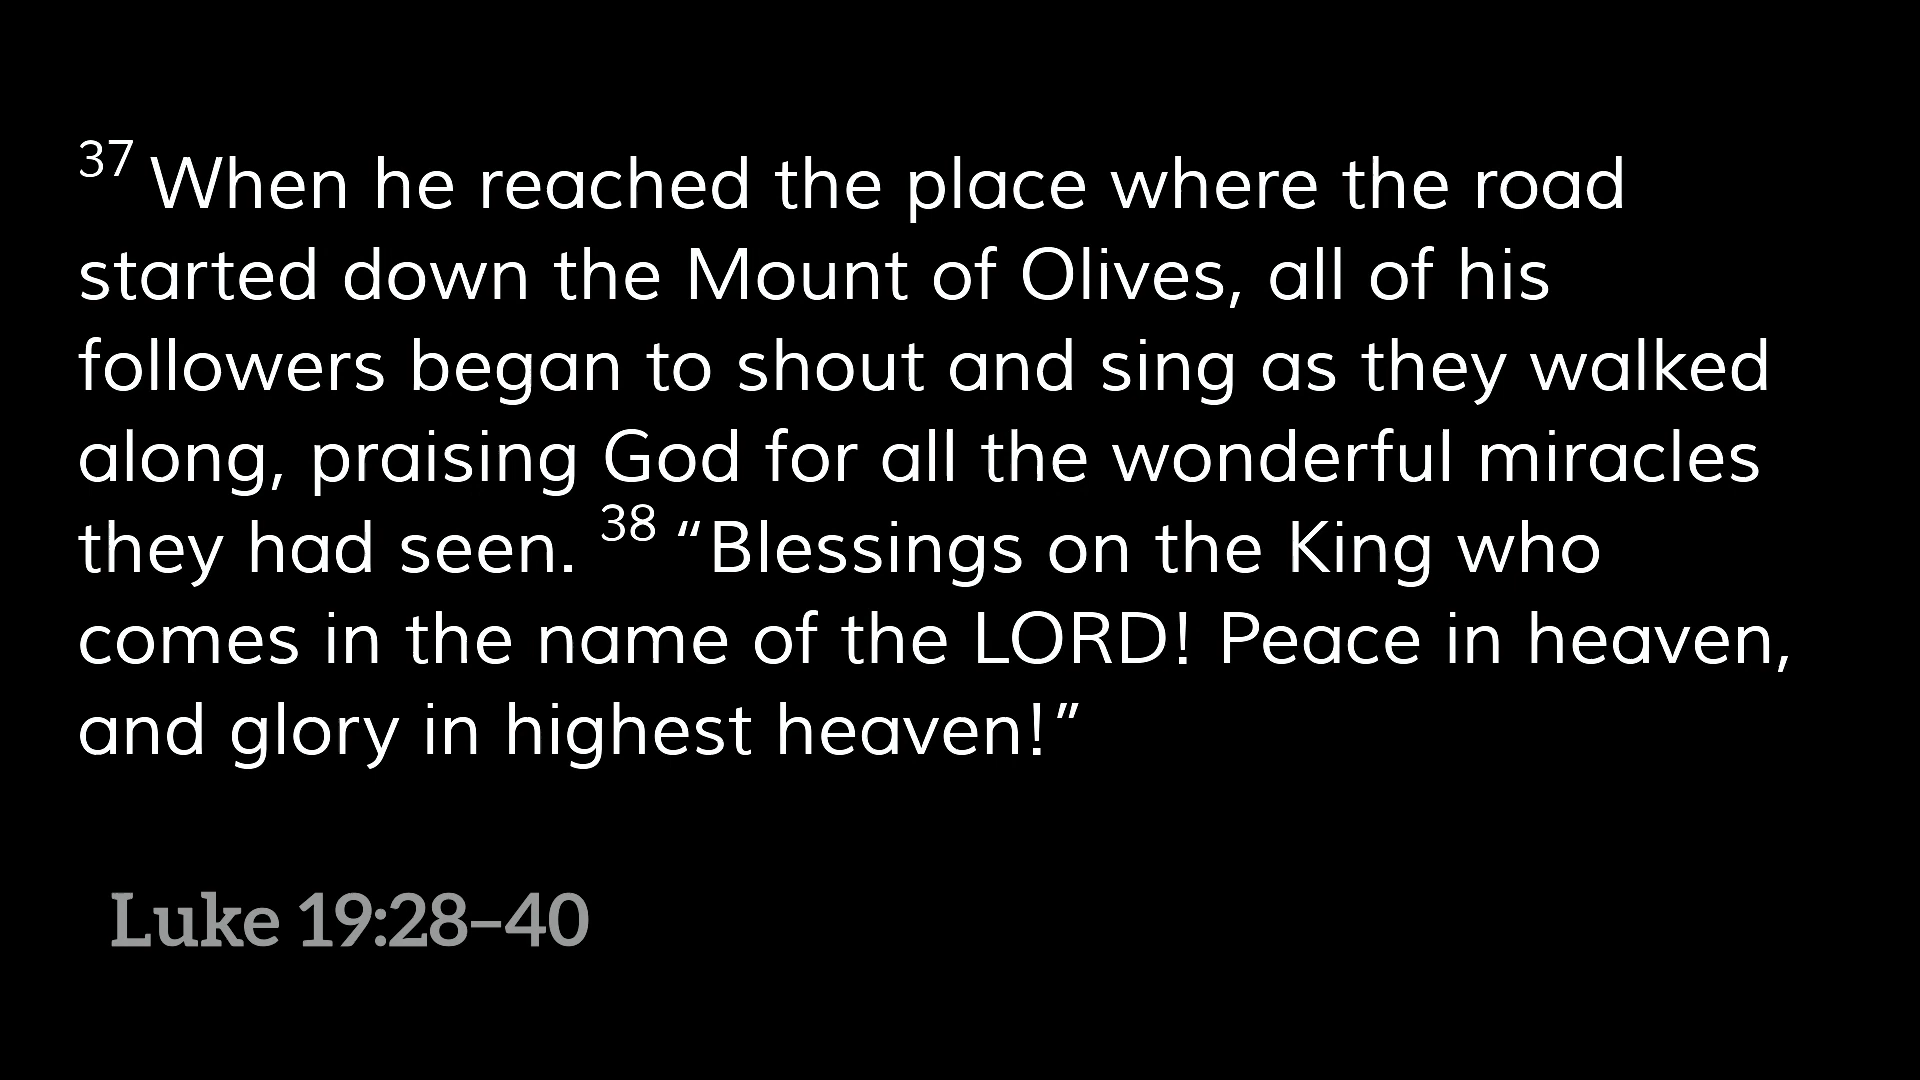 37 When he reached the place where the road
started down the Mount of Olives, all of his
followers began to shout and sing as they walked
along, praising God for all the wonderful miracles
they had seen. 38 “Blessings on the King who
comes in the name of the LORD! Peace in heaven,
and glory in highest heaven!”
Luke 19:28–40